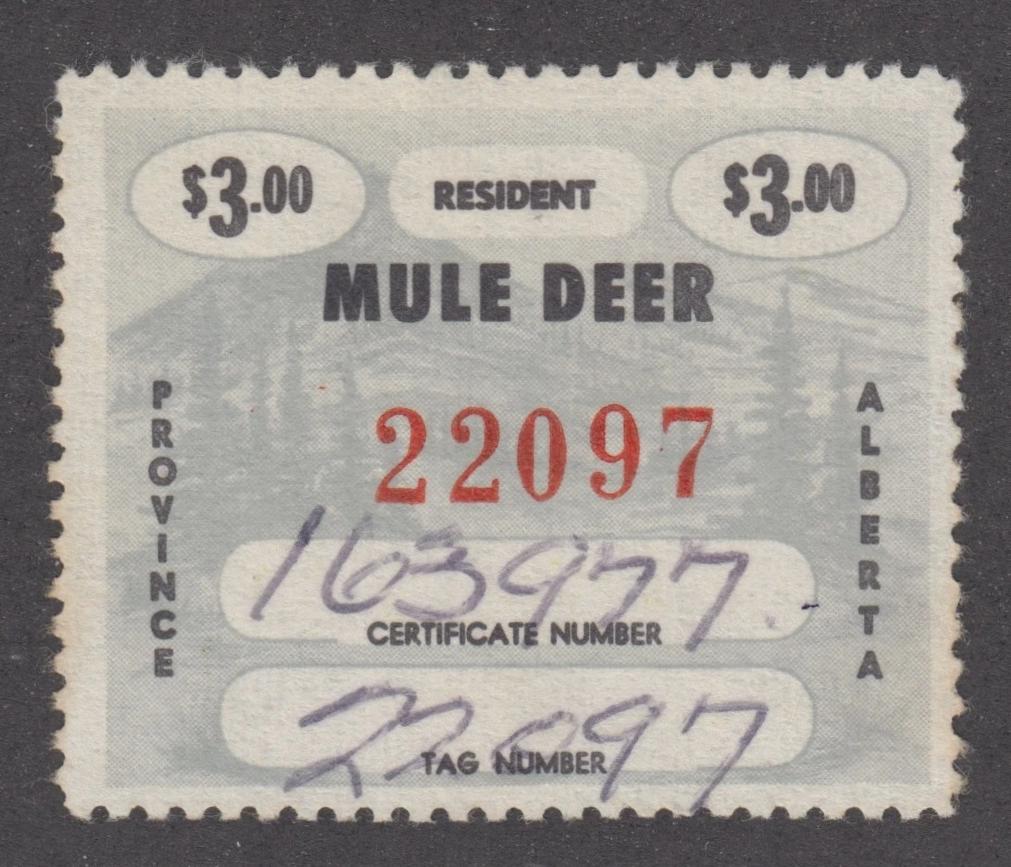 $3.00 RESIDENT $3.00
MULE DEER
PROVINCE
ALBERTA
22097
163977.
CERTIFICATE NUMBER
22097
TAG NUMBER